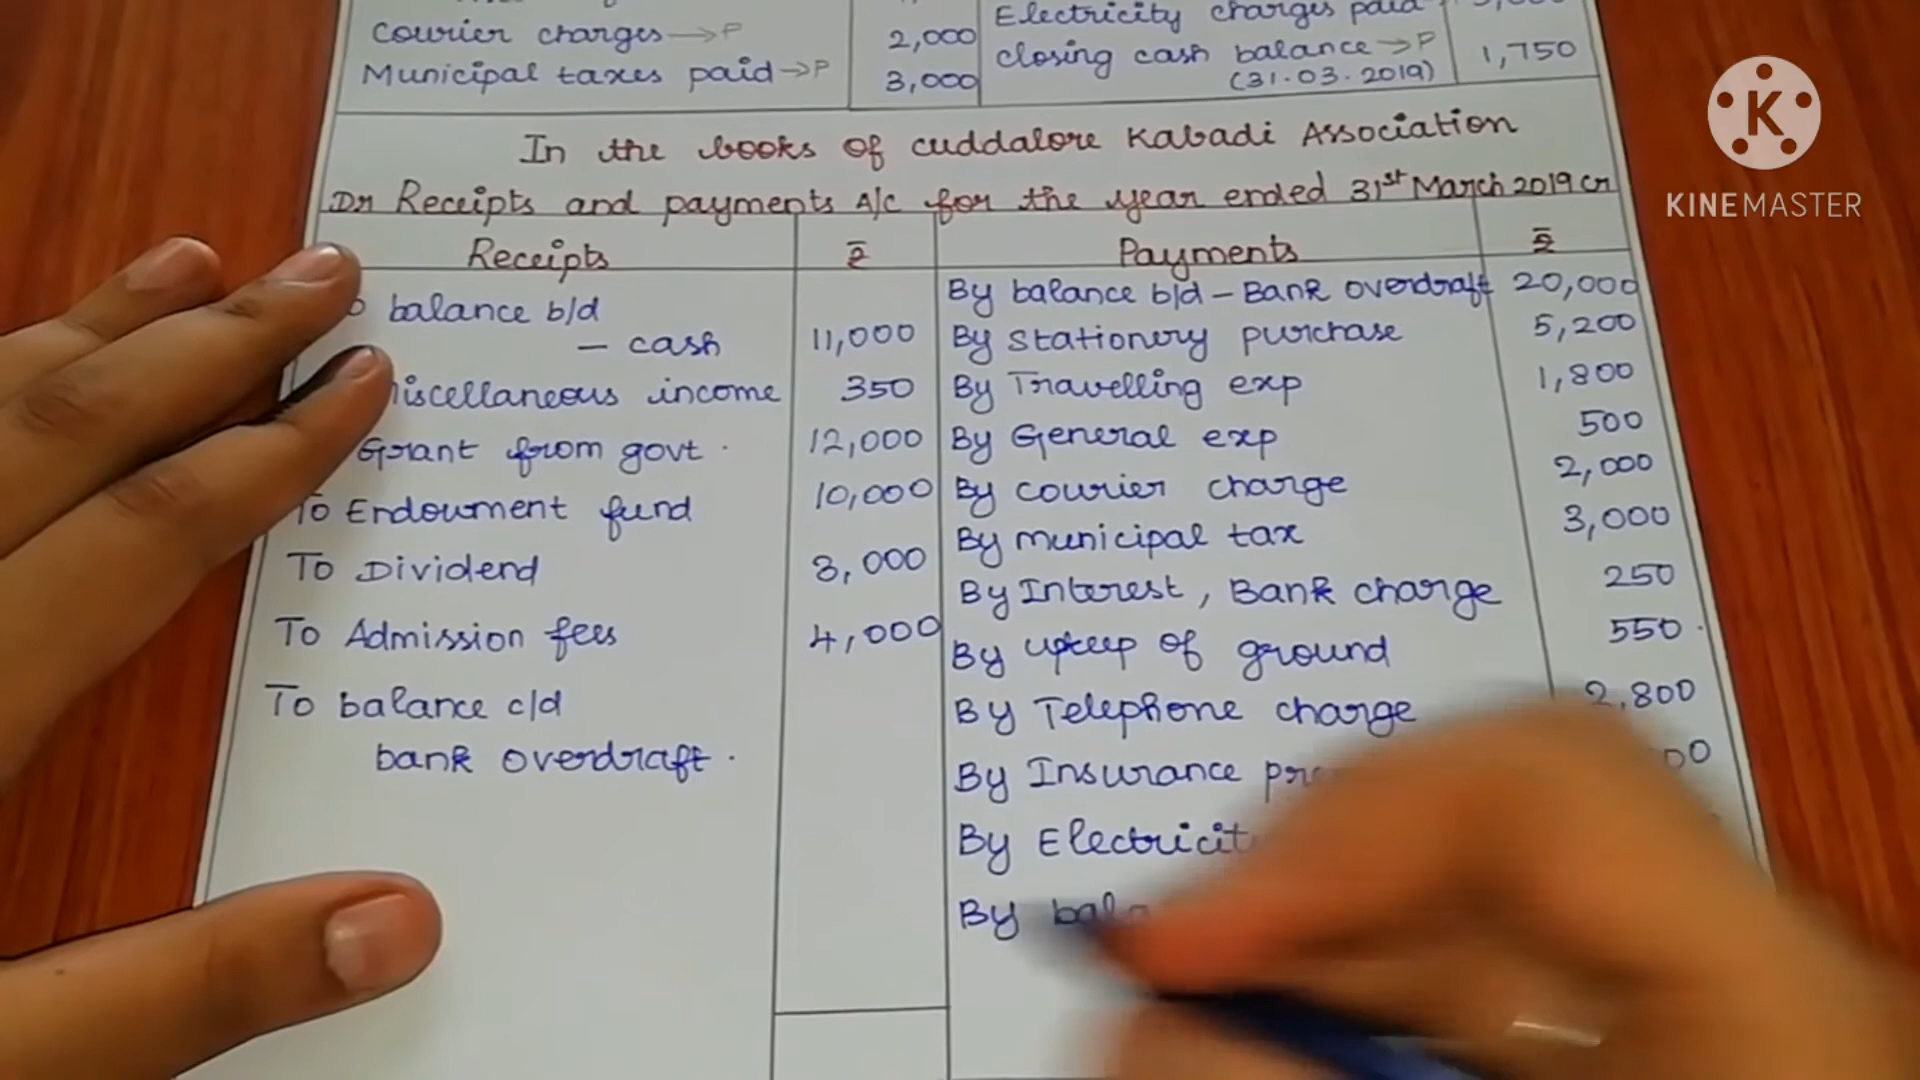 Courier charges → P 2,000 Electricity charges paid
Municipal taxes paid → P 3,000 closing cash balance → P 1,750
(31.03.2019)
In the books of cuddalore Kabadi Association
Dr Receipts and payments A/c for the year ended 31st March 2019 Cr
Receipts ₹ Payments ₹
balance b/d By balance b/d - Bank overdraft 20,000
- cash 11,000 By Stationery purchase 5,200
miscellaneous income 350 By Travelling exp 1,800
Grant from govt. 12,000 By General exp 500
To Endowment fund 10,000 By courier charge 2,000
By municipal tax 3,000
To Dividend 3,000 By Interest, Bank charge 250
To Admission fees 4,000 By upkeep of ground 550
To balance c/d By Telephone charge 2,800
bank overdraft. By Insurance
By
By
K
KINEMASTER